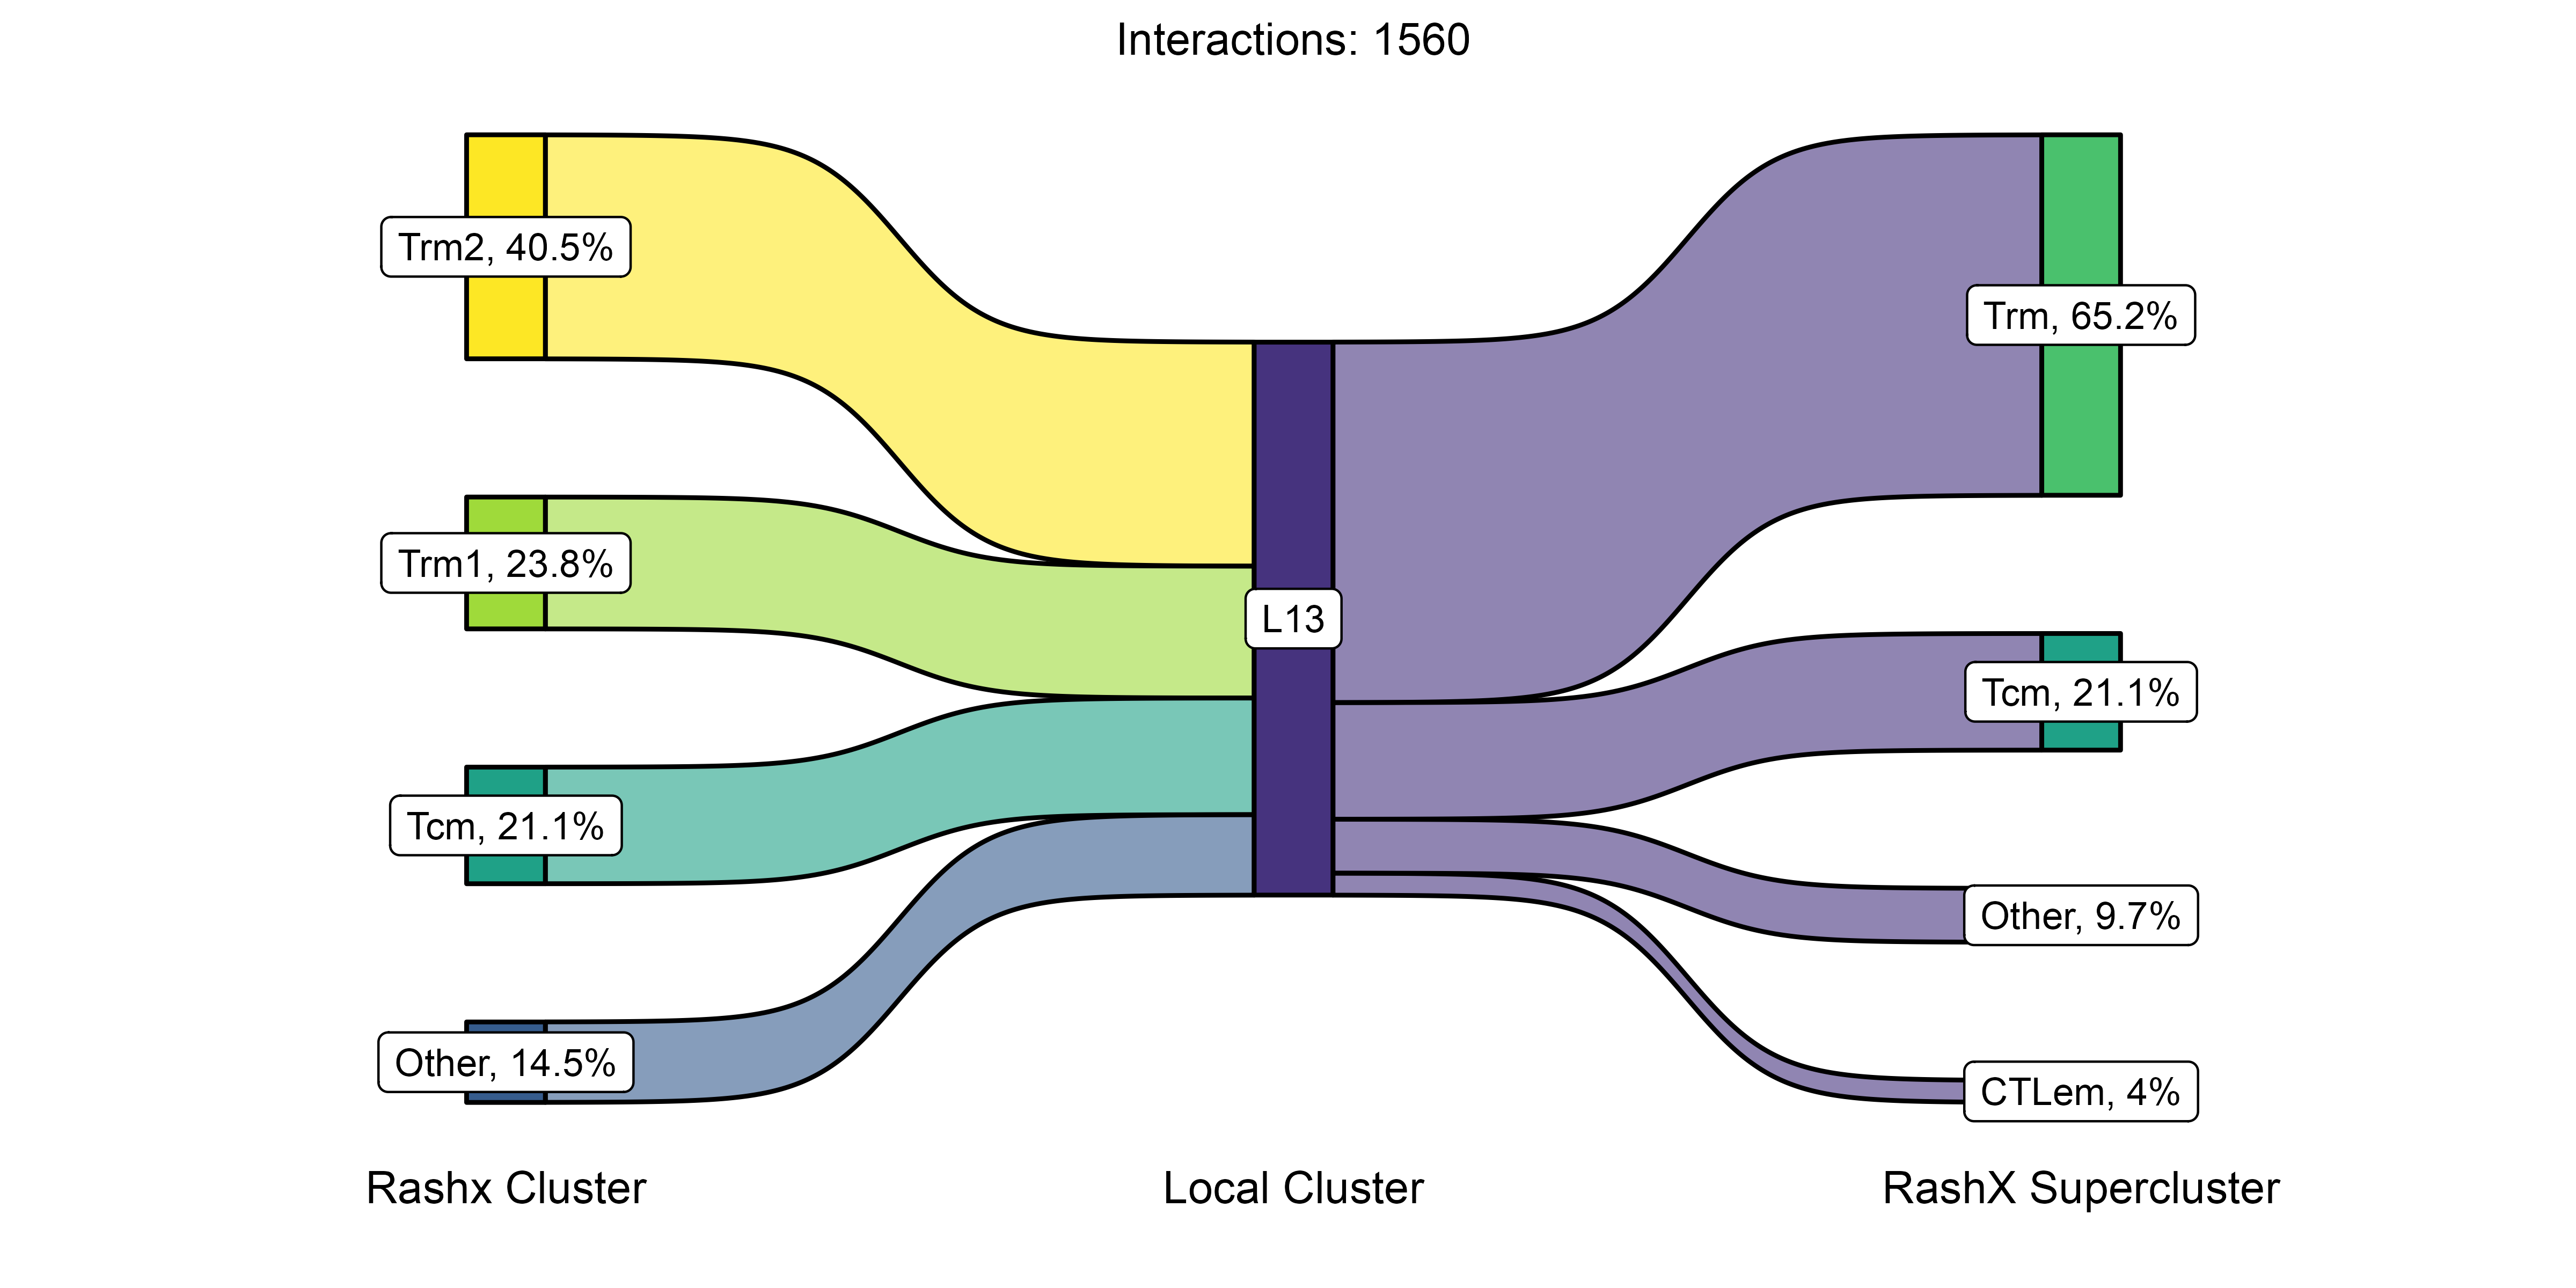 Interactions: 1560
Trm2, 40.5%
Trm1, 23.8%
Tcm, 21.1%
Other, 14.5%
L13
Trm, 65.2%
Tcm, 21.1%
Other, 9.7%
CTLem, 4%
Rashx Cluster
Local Cluster
RashX Supercluster